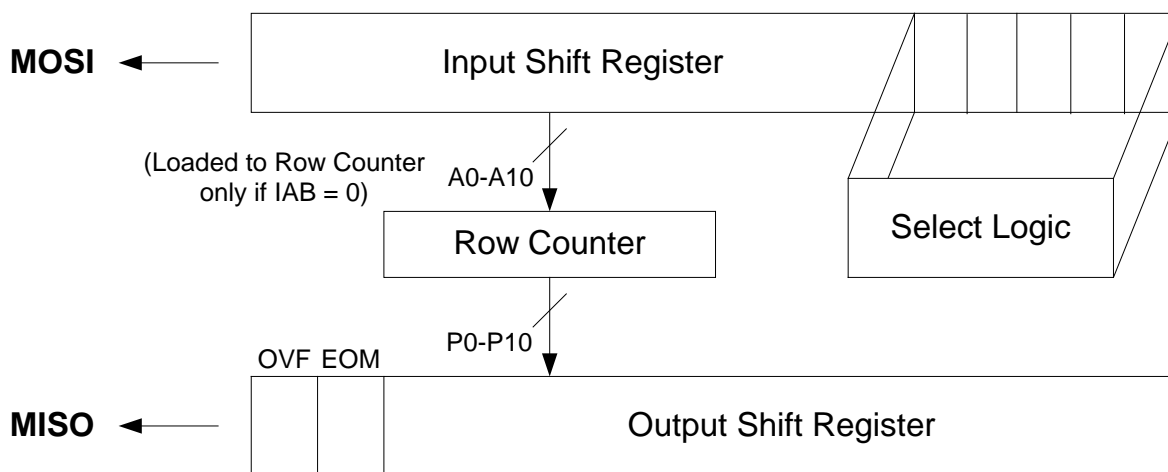 MOSI
Input Shift Register
(Loaded to Row Counter
only if IAB = 0)
A0-A10
Row Counter
Select Logic
P0-P10
OVF EOM
MISO
Output Shift Register